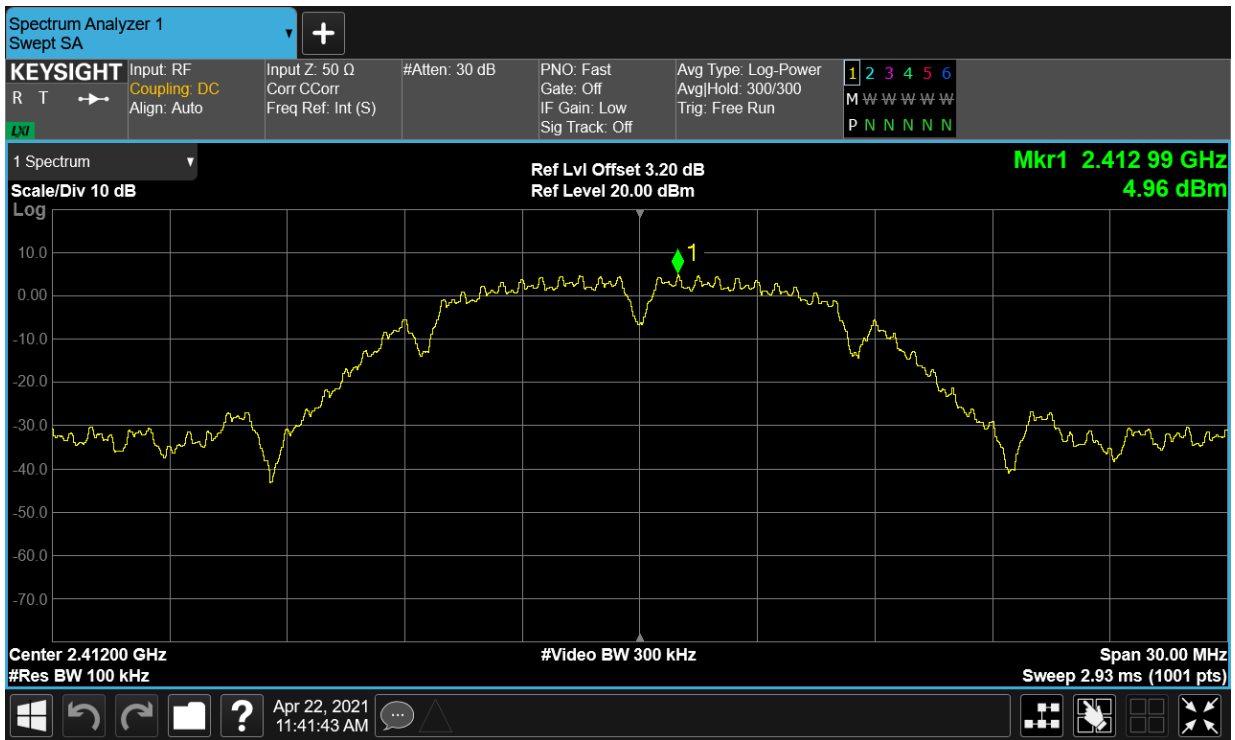 Spectrum Analyzer 1
Swept SA
+
KEYSIGHT
R T
LXI
Input: RF
Coupling: DC
Align: Auto
Input Z: 50 Ω
Corr CCorr
Freq Ref: Int (S)
#Atten: 30 dB
PNO: Fast
Gate: Off
IF Gain: Low
Sig Track: Off
Avg Type: Log-Power
Avg|Hold: 300/300
Trig: Free Run
1 2 3 4 5 6
M W W W W W
P N N N N N
1 Spectrum
Scale/Div 10 dB
Log
Ref Lvl Offset 3.20 dB
Ref Level 20.00 dBm
Mkr1 2.412 99 GHz
4.96 dBm
1
10.0
0.00
-10.0
-20.0
-30.0
-40.0
-50.0
-60.0
-70.0
Center 2.41200 GHz
#Res BW 100 kHz
#Video BW 300 kHz
Span 30.00 MHz
Sweep 2.93 ms (1001 pts)
?
Apr 22, 2021
11:41:43 AM